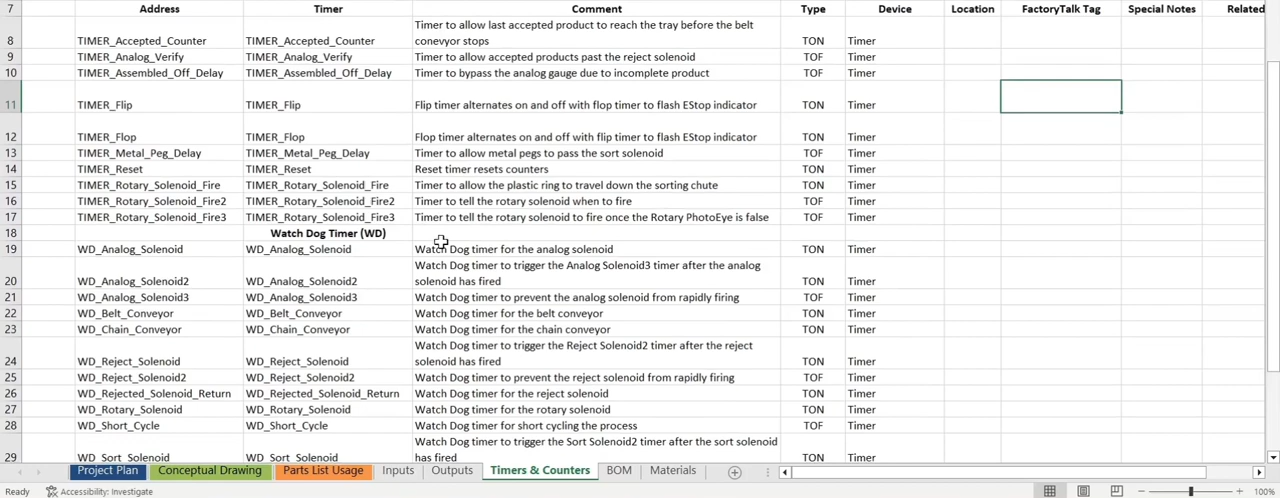 7 Address Timer Comment Type Device Location FactoryTalk Tag Special Notes Related
Timer to allow last accepted product to reach the tray before the belt
8 TIMER_Accepted_Counter TIMER_Accepted_Counter conevyor stops TON Timer
9 TIMER_Analog_Verify TIMER_Analog_Verify Timer to allow accepted products past the reject solenoid TOF Timer
10 TIMER_Assembled_Off_Delay TIMER_Assembled_Off_Delay Timer to bypass the analog gauge due to incomplete product TOF Timer
11 TIMER_Flip TIMER_Flip Flip timer alternates on and off with flop timer to flash EStop indicator TON Timer
12 TIMER_Flop TIMER_Flop Flop timer alternates on and off with flip timer to flash EStop indicator TON Timer
13 TIMER_Metal_Peg_Delay TIMER_Metal_Peg_Delay Timer to allow metal pegs to pass the sort solenoid TOF Timer
14 TIMER_Reset TIMER_Reset Reset timer resets counters TON Timer
15 TIMER_Rotary_Solenoid_Fire TIMER_Rotary_Solenoid_Fire Timer to allow the plastic ring to travel down the sorting chute TON Timer
16 TIMER_Rotary_Solenoid_Fire2 TIMER_Rotary_Solenoid_Fire2 Timer to tell the rotary solenoid when to fire TOF Timer
17 TIMER_Rotary_Solenoid_Fire3 TIMER_Rotary_Solenoid_Fire3 Timer to tell the rotary solenoid to fire once the Rotary PhotoEye is false TOF Timer
18 Watch Dog Timer (WD)
19 WD_Analog_Solenoid WD_Analog_Solenoid Watch Dog timer for the analog solenoid TON Timer
Watch Dog timer to trigger the Analog Solenoid3 timer after the analog
20 WD_Analog_Solenoid2 WD_Analog_Solenoid2 solenoid has fired TON Timer
21 WD_Analog_Solenoid3 WD_Analog_Solenoid3 Watch Dog timer to prevent the analog solenoid from rapidly firing TOF Timer
22 WD_Belt_Conveyor WD_Belt_Conveyor Watch Dog timer for the belt conveyor TON Timer
23 WD_Chain_Conveyor WD_Chain_Conveyor Watch Dog timer for the chain conveyor TON Timer
Watch Dog timer to trigger the Reject Solenoid2 timer after the reject
24 WD_Reject_Solenoid WD_Reject_Solenoid solenoid has fired TON Timer
25 WD_Reject_Solenoid2 WD_Reject_Solenoid2 Watch Dog timer to prevent the reject solenoid from rapidly firing TOF Timer
26 WD_Rejected_Solenoid_Return WD_Rejected_Solenoid_Return Watch Dog timer for the reject solenoid TON Timer
27 WD_Rotary_Solenoid WD_Rotary_Solenoid Watch Dog timer for the rotary solenoid TON Timer
28 WD_Short_Cycle WD_Short_Cycle Watch Dog timer for short cycling the process TOF Timer
Watch Dog timer to trigger the Sort Solenoid2 timer after the sort solenoid
29 WD_Sort_Solenoid WD_Sort_Solenoid has fired TON Timer
Project Plan Conceptual Drawing Parts List Usage Inputs Outputs Timers & Counters BOM Materials
Ready Accessibility: Investigate 100%